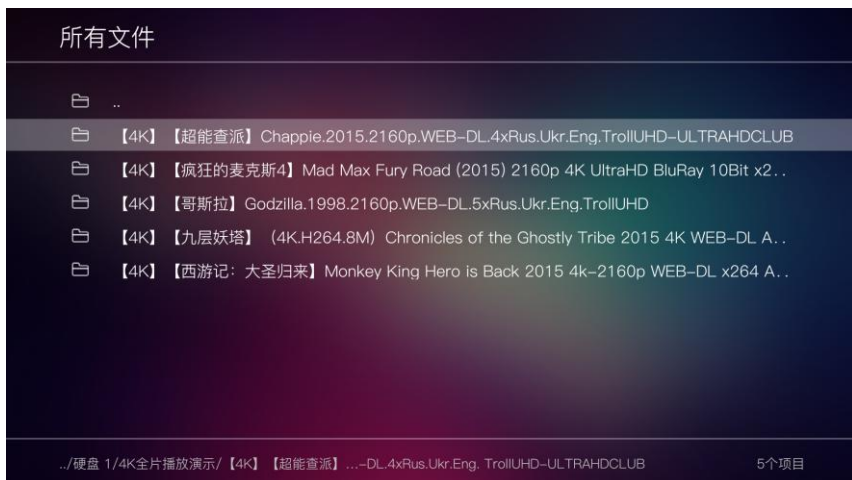 所有文件
..
【4K】【超能查派】Chappie.2015.2160p.WEB-DL.4xRus.Ukr.Eng.TrollUHD-ULTRAHDCLUB
【4K】【疯狂的麦克斯4】Mad Max Fury Road (2015) 2160p 4K UltraHD BluRay 10Bit x2..
【4K】【哥斯拉】Godzilla.1998.2160p.WEB-DL.5xRus.Ukr.Eng.TrollUHD
【4K】【九层妖塔】（4K.H264.8M）Chronicles of the Ghostly Tribe 2015 4K WEB-DL A..
【4K】【西游记：大圣归来】Monkey King Hero is Back 2015 4k-2160p WEB-DL x264 A..
../硬盘 1/4K全片播放演示/【4K】【超能查派】...-DL.4xRus.Ukr.Eng. TrollUHD-ULTRAHDCLUB 5个项目